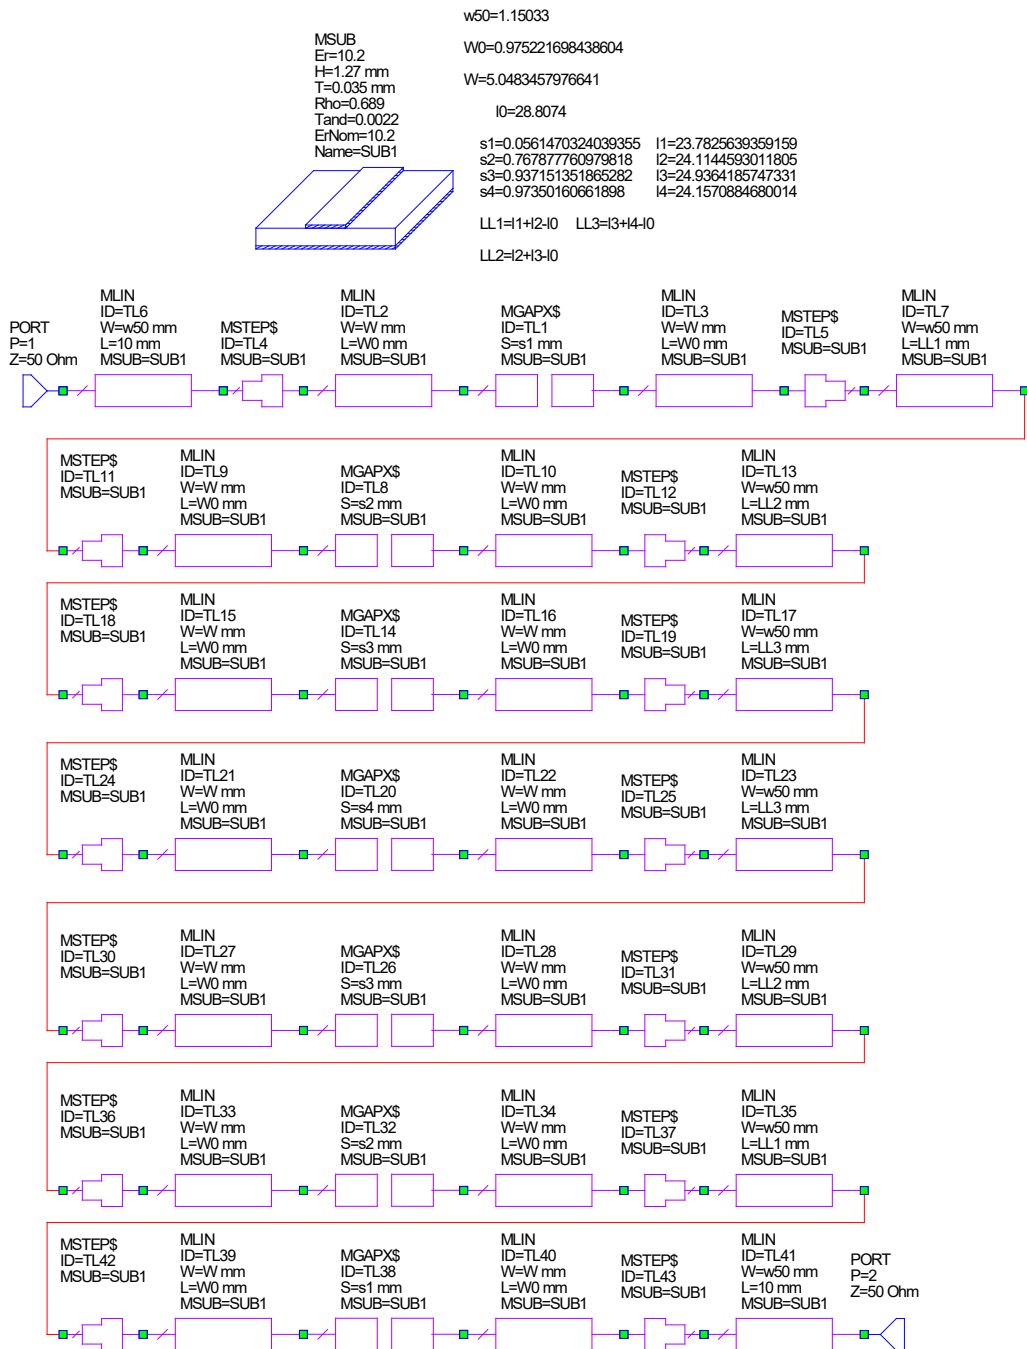 w50=1.15033
MSUB
Er=10.2
H=1.27 mm
T=0.035 mm
Rho=0.689
Tand=0.0022
ErNom=10.2
Name=SUB1
W0=0.975221698438604
W=5.0483457976641
l0=28.8074
s1=0.0561470324039355 l1=23.7825639359159
s2=0.767877760979818 l2=24.1144593011805
s3=0.937151351865282 l3=24.9364185747331
s4=0.97350160661898 l4=24.1570884680014
LL1=l1+l2-l0 LL3=l3+l4-l0
LL2=l2+l3-l0
PORT
P=1
Z=50 Ohm
MLIN
ID=TL6
W=w50 mm
L=10 mm
MSUB=SUB1
MSTEP$
ID=TL4
MSUB=SUB1
MLIN
ID=TL2
W=W mm
L=W0 mm
MSUB=SUB1
MGAPX$
ID=TL1
S=s1 mm
MSUB=SUB1
MLIN
ID=TL3
W=W mm
L=W0 mm
MSUB=SUB1
MSTEP$
ID=TL5
MSUB=SUB1
MLIN
ID=TL7
W=w50 mm
L=LL1 mm
MSUB=SUB1
MSTEP$
ID=TL11
MSUB=SUB1
MLIN
ID=TL9
W=W mm
L=W0 mm
MSUB=SUB1
MGAPX$
ID=TL8
S=s2 mm
MSUB=SUB1
MLIN
ID=TL10
W=W mm
L=W0 mm
MSUB=SUB1
MSTEP$
ID=TL12
MSUB=SUB1
MLIN
ID=TL13
W=w50 mm
L=LL2 mm
MSUB=SUB1
MSTEP$
ID=TL18
MSUB=SUB1
MLIN
ID=TL15
W=W mm
L=W0 mm
MSUB=SUB1
MGAPX$
ID=TL14
S=s3 mm
MSUB=SUB1
MLIN
ID=TL16
W=W mm
L=W0 mm
MSUB=SUB1
MSTEP$
ID=TL19
MSUB=SUB1
MLIN
ID=TL17
W=w50 mm
L=LL3 mm
MSUB=SUB1
MSTEP$
ID=TL24
MSUB=SUB1
MLIN
ID=TL21
W=W mm
L=W0 mm
MSUB=SUB1
MGAPX$
ID=TL20
S=s4 mm
MSUB=SUB1
MLIN
ID=TL22
W=W mm
L=W0 mm
MSUB=SUB1
MSTEP$
ID=TL25
MSUB=SUB1
MLIN
ID=TL23
W=w50 mm
L=LL3 mm
MSUB=SUB1
MSTEP$
ID=TL30
MSUB=SUB1
MLIN
ID=TL27
W=W mm
L=W0 mm
MSUB=SUB1
MGAPX$
ID=TL26
S=s3 mm
MSUB=SUB1
MLIN
ID=TL28
W=W mm
L=W0 mm
MSUB=SUB1
MSTEP$
ID=TL31
MSUB=SUB1
MLIN
ID=TL29
W=w50 mm
L=LL2 mm
MSUB=SUB1
MSTEP$
ID=TL36
MSUB=SUB1
MLIN
ID=TL33
W=W mm
L=W0 mm
MSUB=SUB1
MGAPX$
ID=TL32
S=s2 mm
MSUB=SUB1
MLIN
ID=TL34
W=W mm
L=W0 mm
MSUB=SUB1
MSTEP$
ID=TL37
MSUB=SUB1
MLIN
ID=TL35
W=w50 mm
L=LL1 mm
MSUB=SUB1
MSTEP$
ID=TL42
MSUB=SUB1
MLIN
ID=TL39
W=W mm
L=W0 mm
MSUB=SUB1
MGAPX$
ID=TL38
S=s1 mm
MSUB=SUB1
MLIN
ID=TL40
W=W mm
L=W0 mm
MSUB=SUB1
MSTEP$
ID=TL43
MSUB=SUB1
MLIN
ID=TL41
W=w50 mm
L=10 mm
MSUB=SUB1
PORT
P=2
Z=50 Ohm